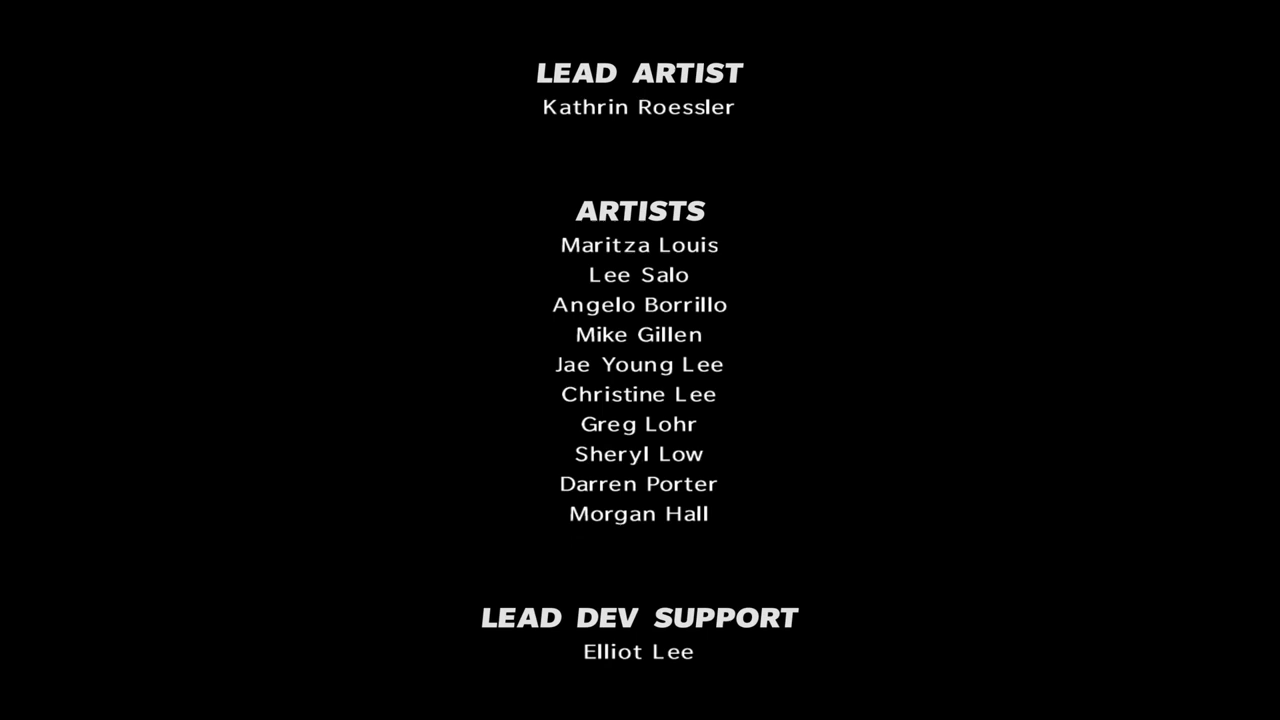 LEAD ARTIST
Kathrin Roessler
ARTISTS
Maritza Louis
Lee Salo
Angelo Borrillo
Mike Gillen
Jae Young Lee
Christine Lee
Greg Lohr
Sheryl Low
Darren Porter
Morgan Hall
LEAD DEV SUPPORT
Elliot Lee